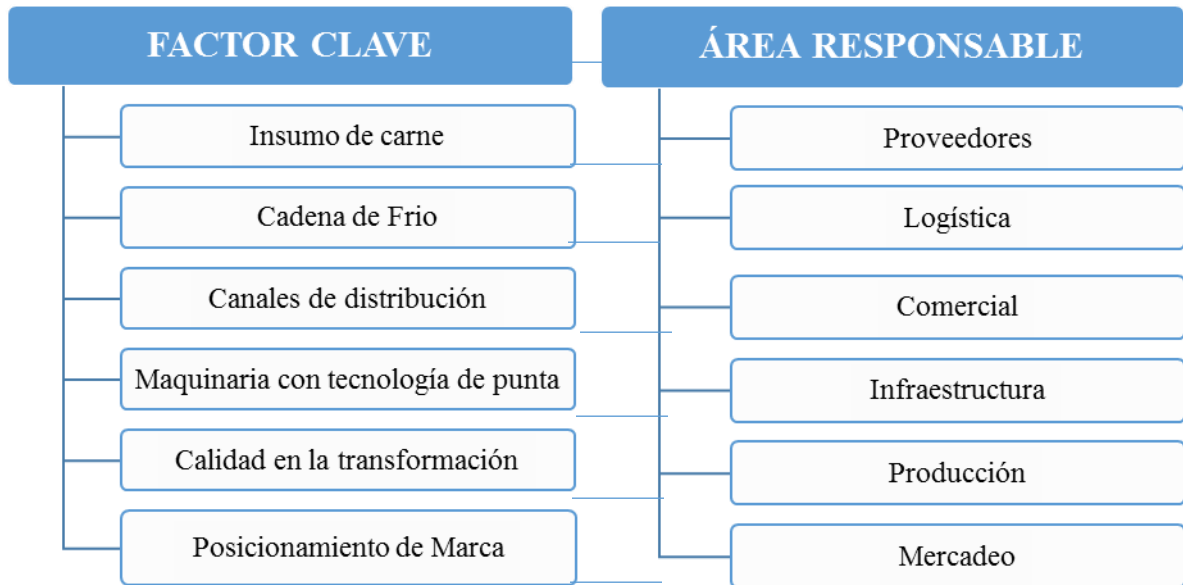 FACTOR CLAVE
ÁREA RESPONSABLE
Insumo de carne
Proveedores
Cadena de Frio
Logística
Canales de distribución
Comercial
Maquinaria con tecnología de punta
Infraestructura
Calidad en la transformación
Producción
Posicionamiento de Marca
Mercadeo